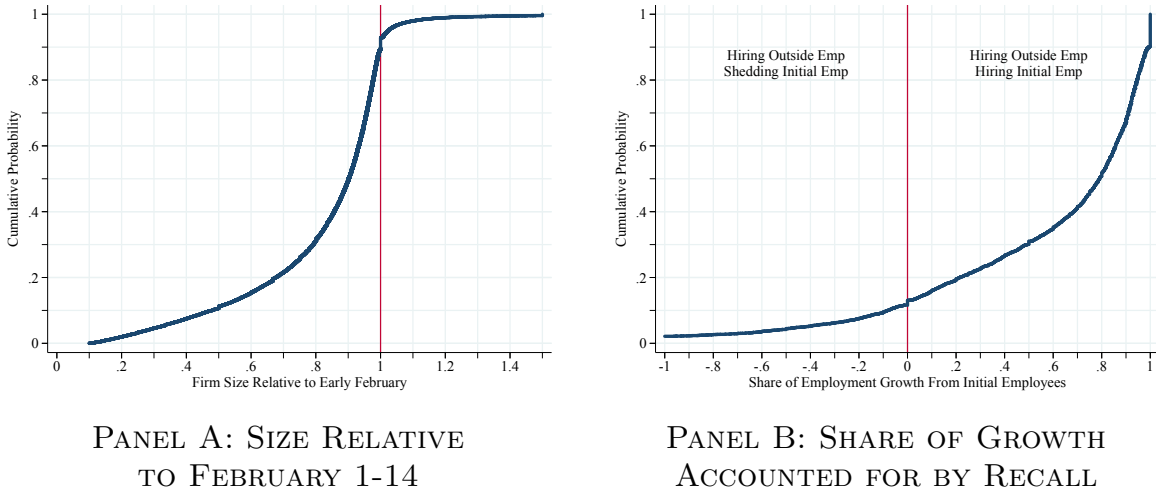 Cumulative Probability
1
.8
.6
.4
.2
0
0 .2 .4 .6 .8 1 1.2 1.4
Firm Size Relative to Early February
PANEL A: SIZE RELATIVE
TO FEBRUARY 1-14
Cumulative Probability
1
.8
.6
.4
.2
0
Hiring Outside Emp
Shedding Initial Emp
Hiring Outside Emp
Hiring Initial Emp
-1 -.8 -.6 -.4 -.2 0 .2 .4 .6 .8 1
Share of Employment Growth From Initial Employees
PANEL B: SHARE OF GROWTH
ACCOUNTED FOR BY RECALL